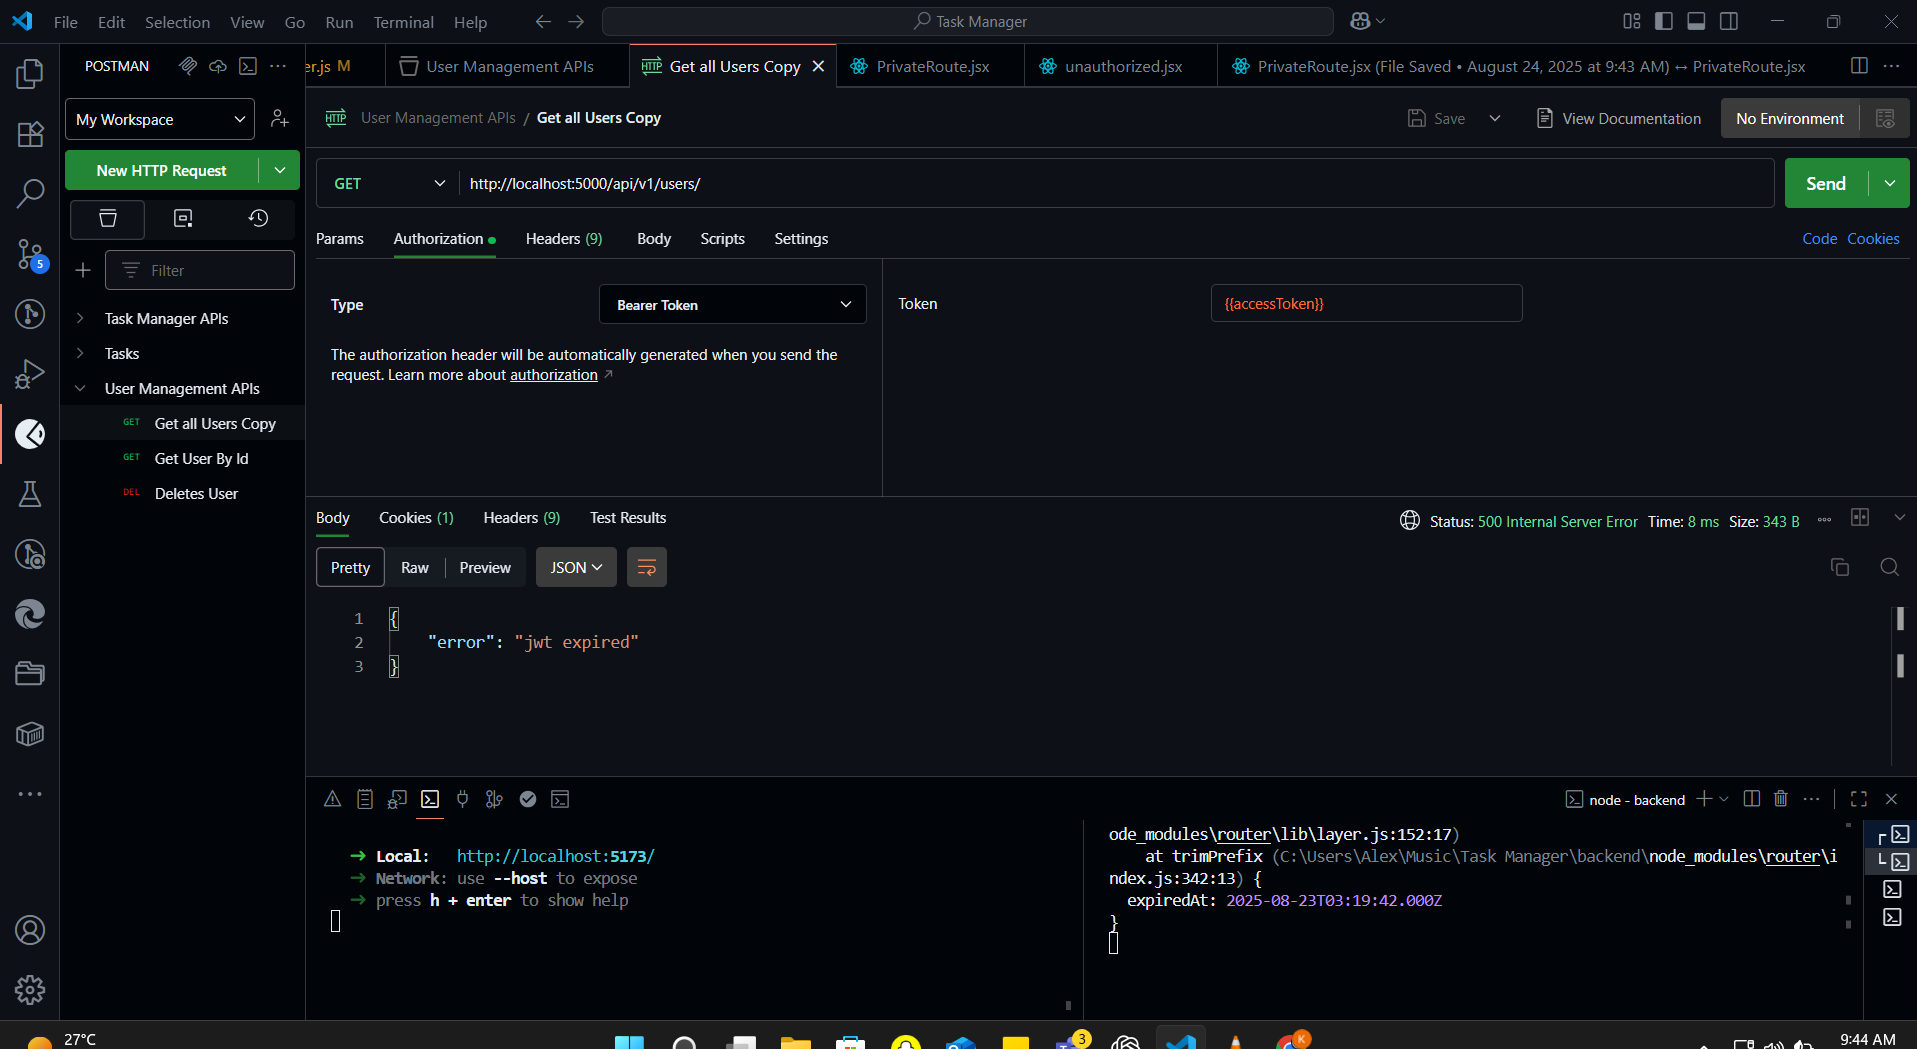 File Edit Selection View Go Run Terminal Help
Task Manager
POSTMAN
er.js M
User Management APIs
Get all Users Copy
PrivateRoute.jsx
unauthorized.jsx
PrivateRoute.jsx (File Saved • August 24, 2025 at 9:43 AM) ↔ PrivateRoute.jsx
My Workspace
HTTP User Management APIs / Get all Users Copy
Save
View Documentation
No Environment
New HTTP Request
GET
http://localhost:5000/api/v1/users/
Send
Params
Authorization
Headers (9)
Body
Scripts
Settings
Code
Cookies
5
Filter
Type
Bearer Token
Token
{{accessToken}}
The authorization header will be automatically generated when you send the
request. Learn more about authorization
Task Manager APIs
Tasks
User Management APIs
GET Get all Users Copy
GET Get User By Id
DEL Deletes User
Body
Cookies (1)
Headers (9)
Test Results
Status: 500 Internal Server Error Time: 8 ms Size: 343 B
Pretty
Raw
Preview
JSON
1 {
2 "error": "jwt expired"
3 }
node - backend
➜ Local: http://localhost:5173/
➜ Network: use --host to expose
➜ press h + enter to show help
ode_modules\router\lib\layer.js:152:17)
at trimPrefix (C:\Users\Alex\Music\Task Manager\backend\node_modules\router\i
ndex.js:342:13) {
expiredAt: 2025-08-23T03:19:42.000Z
}
27°C
3
K
9:44 AM